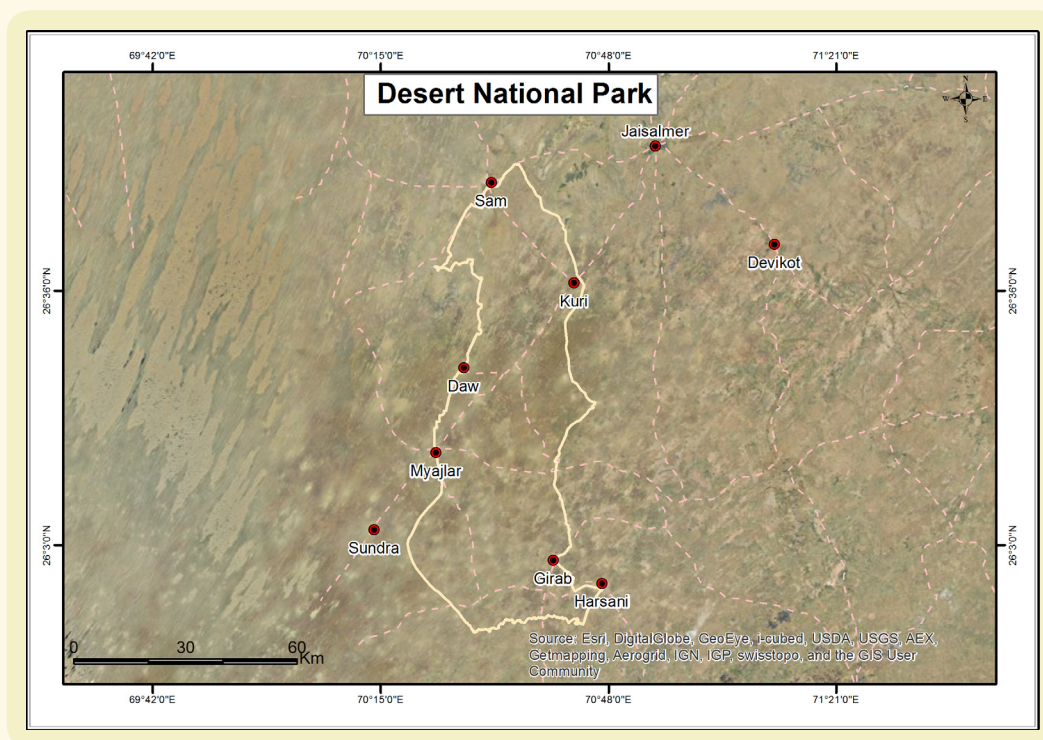 69°42'0"E 70°15'0"E 70°48'0"E 71°21'0"E
Desert National Park
N
W E
S
Jaisalmer
Sam
Devikot
26°36'0"N 26°36'0"N
Kuri
Daw
Myajlar
Sundra
26°3'0"N 26°3'0"N
Girab
Harsani
0 30 60
Km
Source: Esri, DigitalGlobe, GeoEye, i-cubed, USDA, USGS, AEX,
Getmapping, Aerogrid, IGN, IGP, swisstopo, and the GIS User
Community
69°42'0"E 70°15'0"E 70°48'0"E 71°21'0"E